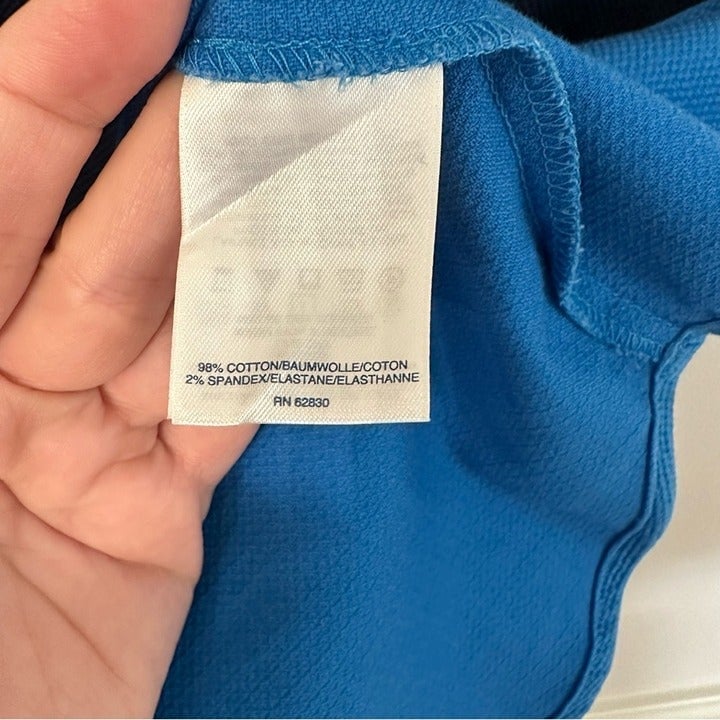 98% COTTON/BAUMWOLLE/COTON
2% SPANDEX/ELASTANE/ELASTHANNE
RN 62830